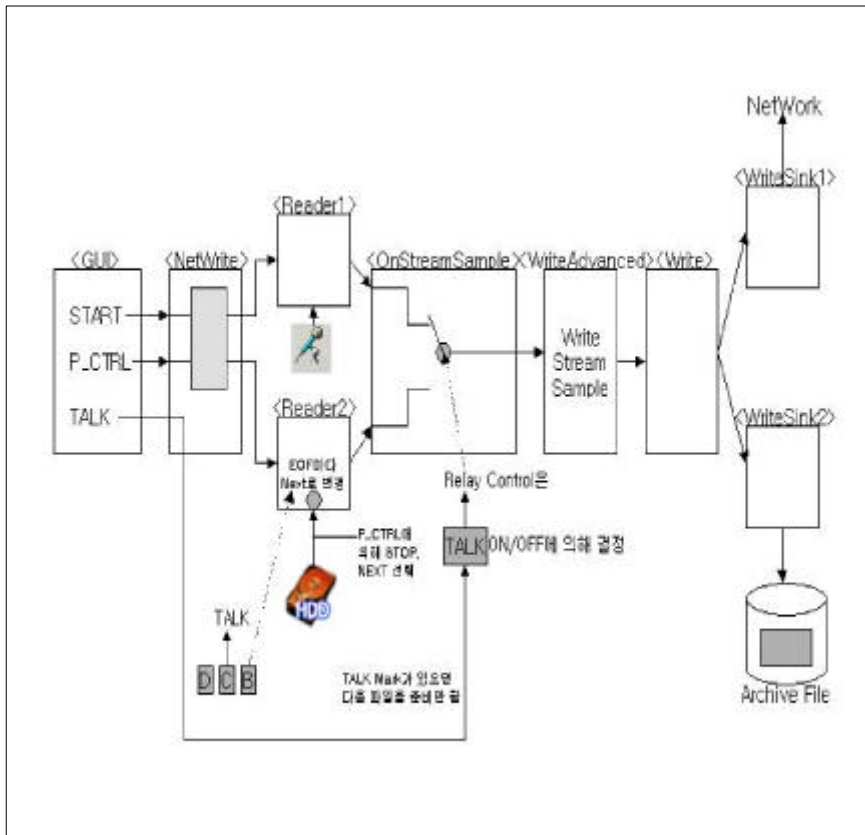 NetWork
<WriteSink1>
<Reader1>
<GUI>
<NetWrite>
<OnStreamSample>
<WriteAdvanced>
<Write>
START
P_CTRL
TALK
Write
Stream
Sample
<Reader2>
EOF마다
Next로 변경
<WriteSink2>
Relay Control은
TALK
ON/OFF에 의해 결정
P_CTRL에
의해 STOP,
NEXT 선택
HDD
TALK
D C B
TALK Mark가 있으면
다음 파일을 준비만 함
Archive File